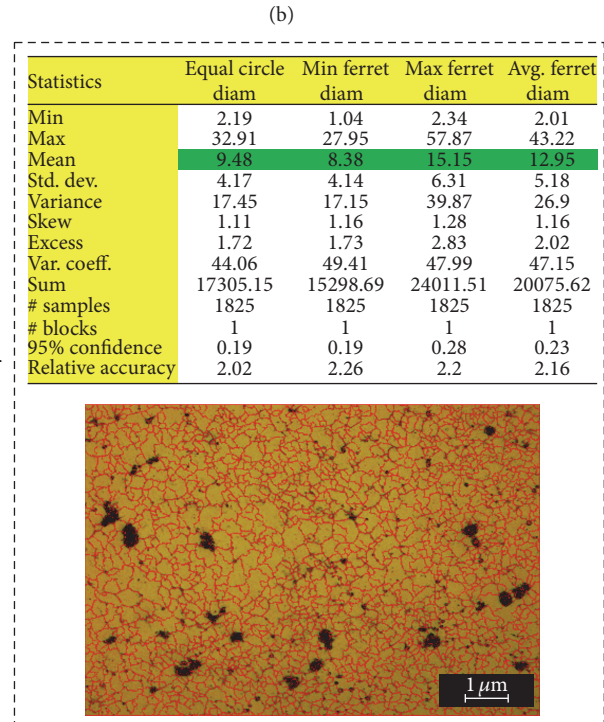 (b)
Statistics Equal circle diam Min ferret diam Max ferret diam Avg. ferret diam
Min 2.19 1.04 2.34 2.01
Max 32.91 27.95 57.87 43.22
Mean 9.48 8.38 15.15 12.95
Std. dev. 4.17 4.14 6.31 5.18
Variance 17.45 17.15 39.87 26.9
Skew 1.11 1.16 1.28 1.16
Excess 1.72 1.73 2.83 2.02
Var. coeff. 44.06 49.41 47.99 47.15
Sum 17305.15 15298.69 24011.51 20075.62
# samples 1825 1825 1825 1825
# blocks 1 1 1 1
95% confidence 0.19 0.19 0.28 0.23
Relative accuracy 2.02 2.26 2.2 2.16
1 μm